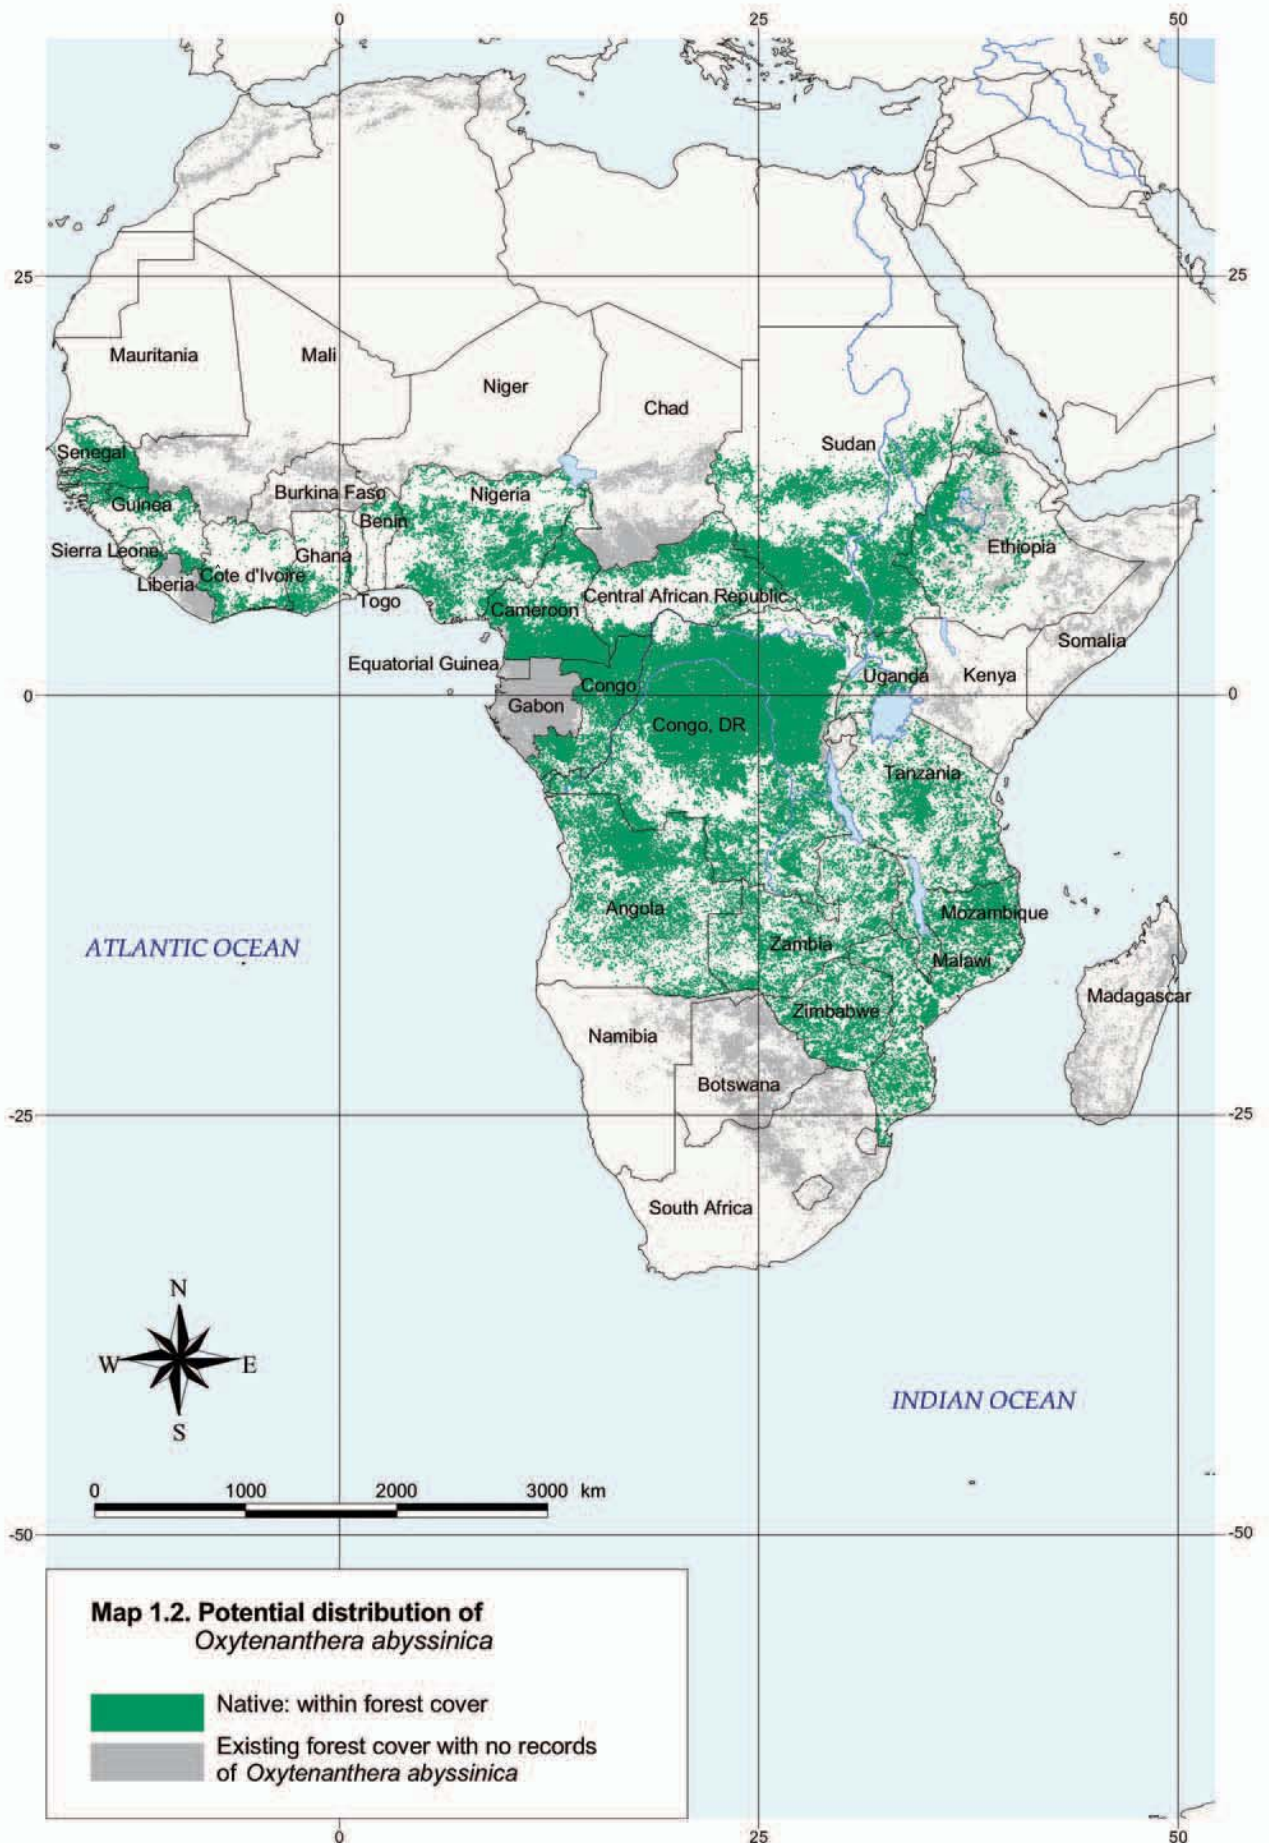 0 25 50
25 25
Mauritania
Mali
Niger
Chad
Sudan
Senegal
Burkina Faso
Nigeria
Guinea
Benin
Sierra Leone
Ghana
Ethiopia
Liberia
Côte d'Ivoire
Togo
Cameroon
Central African Republic
Somalia
Equatorial Guinea
Uganda
Kenya
Congo
0 0
Gabon
Congo, DR
Tanzania
Angola
Mozambique
ATLANTIC OCEAN
Zambia
Malawi
Madagascar
Zimbabwe
Namibia
Botswana
-25 -25
South Africa
N
W E
S
INDIAN OCEAN
0 1000 2000 3000 km
-50 -50
Map 1.2. Potential distribution of
Oxytenanthera abyssinica
Native: within forest cover
Existing forest cover with no records
of Oxytenanthera abyssinica
0 25 50